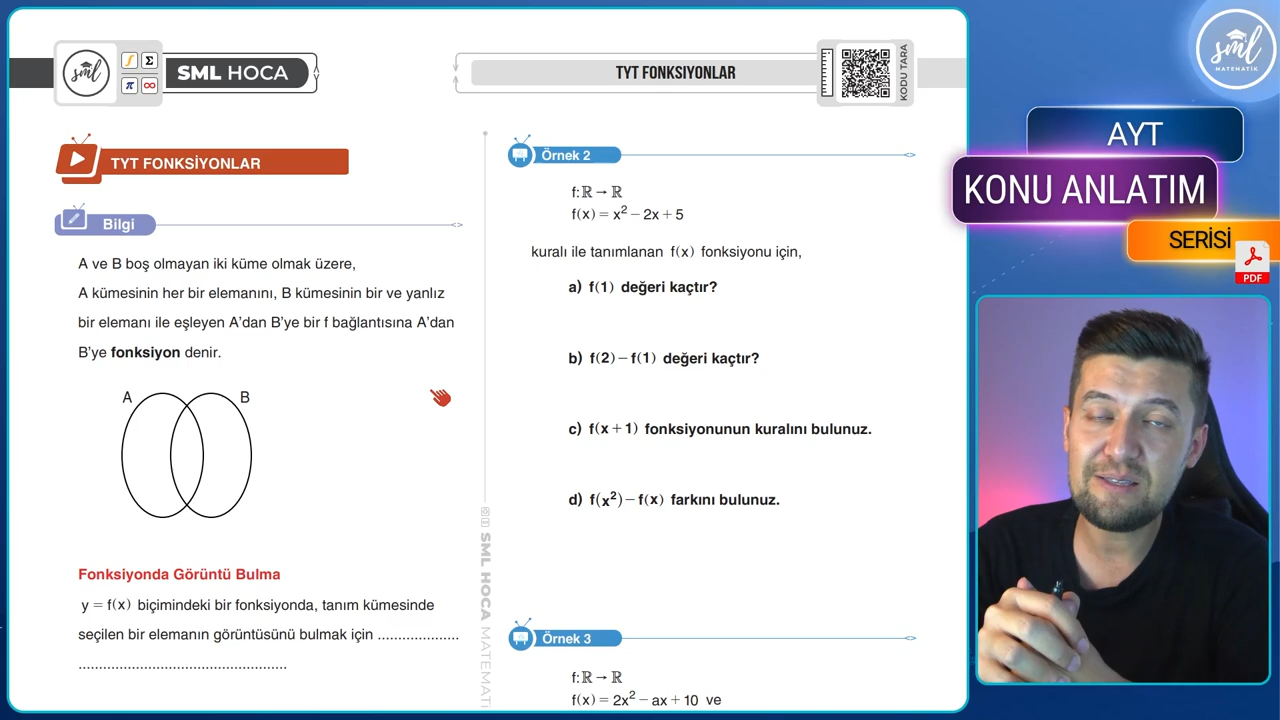 sml
∫
Σ
π
∞
SML HOCA
TYT FONKSIYONLAR
KODU TARA
TYT FONKSİYONLAR
Bilgi
A ve B boş olmayan iki küme olmak üzere,
A kümesinin her bir elemanını, B kümesinin bir ve yanlız
bir elemanı ile eşleyen A'dan B'ye bir f bağlantısına A'dan
B'ye fonksiyon denir.
A
B
Fonksiyonda Görüntü Bulma
y = f(x) biçimindeki bir fonksiyonda, tanım kümesinde
seçilen bir elemanın görüntüsünü bulmak için ....................
..................................................
SML HOCA MATEMATİ
Örnek 2
f: ℝ → ℝ
f(x) = x² − 2x + 5
kuralı ile tanımlanan f(x) fonksiyonu için,
a) f(1) değeri kaçtır?
b) f(2) − f(1) değeri kaçtır?
c) f(x + 1) fonksiyonunun kuralını bulunuz.
d) f(x²) − f(x) farkını bulunuz.
Örnek 3
f: ℝ → ℝ
f(x) = 2x² − ax + 10 ve
sml
MATEMATİK
AYT
KONU ANLATIM
SERİSİ
PDF